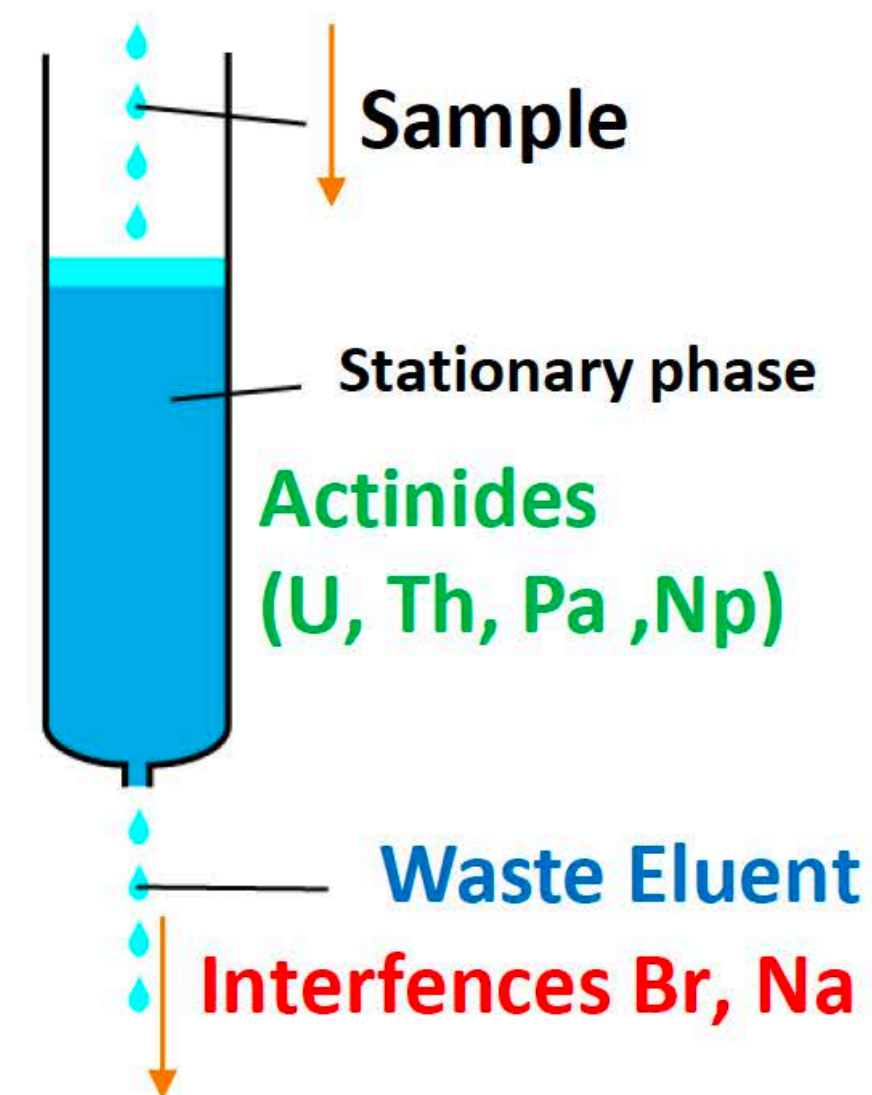 Sample
Stationary phase
Actinides
(U, Th, Pa ,Np)
Waste Eluent
Interfences Br, Na